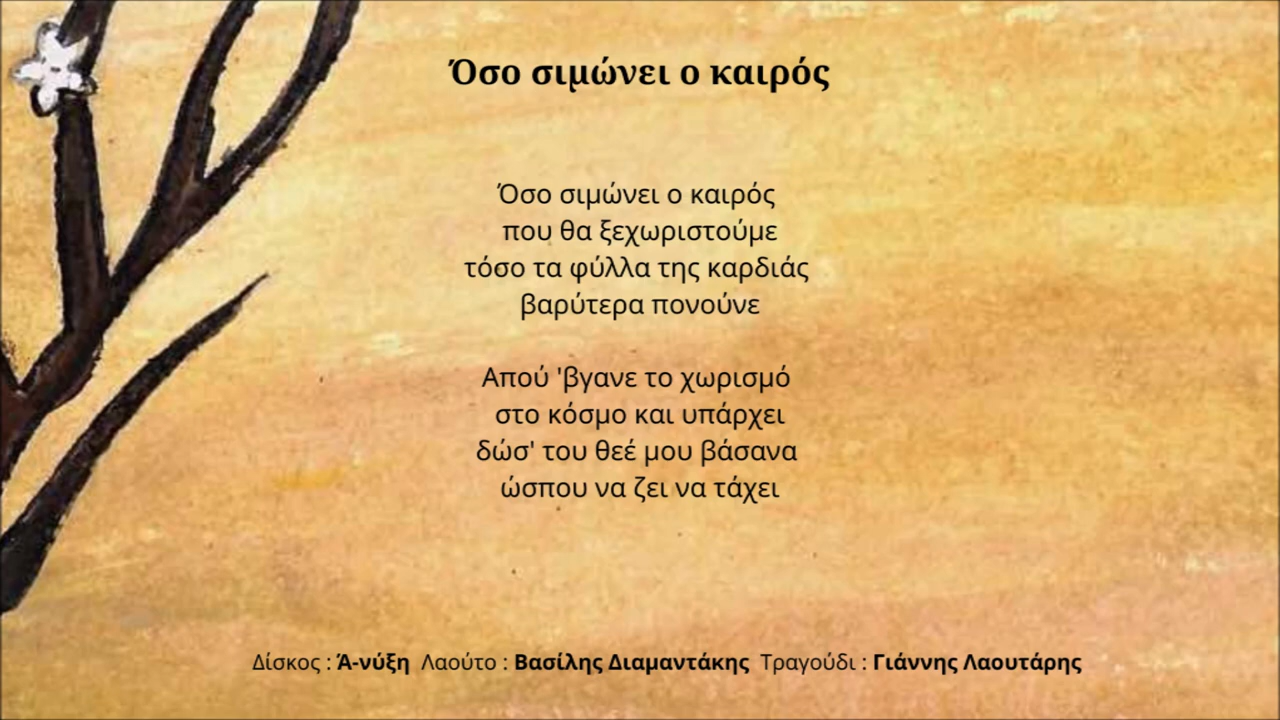 Όσο σιμώνει ο καιρός
Όσο σιμώνει ο καιρός
που θα ξεχωριστούμε
τόσο τα φύλλα της καρδιάς
βαρύτερα πονούνε
Απού 'βγανε το χωρισμό
στο κόσμο και υπάρχει
δώσ' του θεέ μου βάσανα
ώσπου να ζει να τάχει
Δίσκος : Ά-νύξη Λαούτο : Βασίλης Διαμαντάκης Τραγούδι : Γιάννης Λαουτάρης